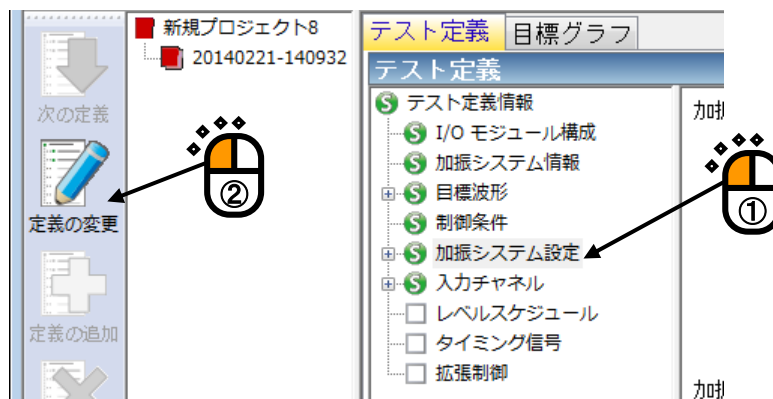 次の定義
定義の変更
定義の追加
新規プロジェクト8
20140221-140932
②
テスト定義
目標グラフ
テスト定義
テスト定義情報
I/O モジュール構成
加振システム情報
目標波形
制御条件
加振システム設定
入力チャネル
レベルスケジュール
タイミング信号
拡張制御
加
①
加